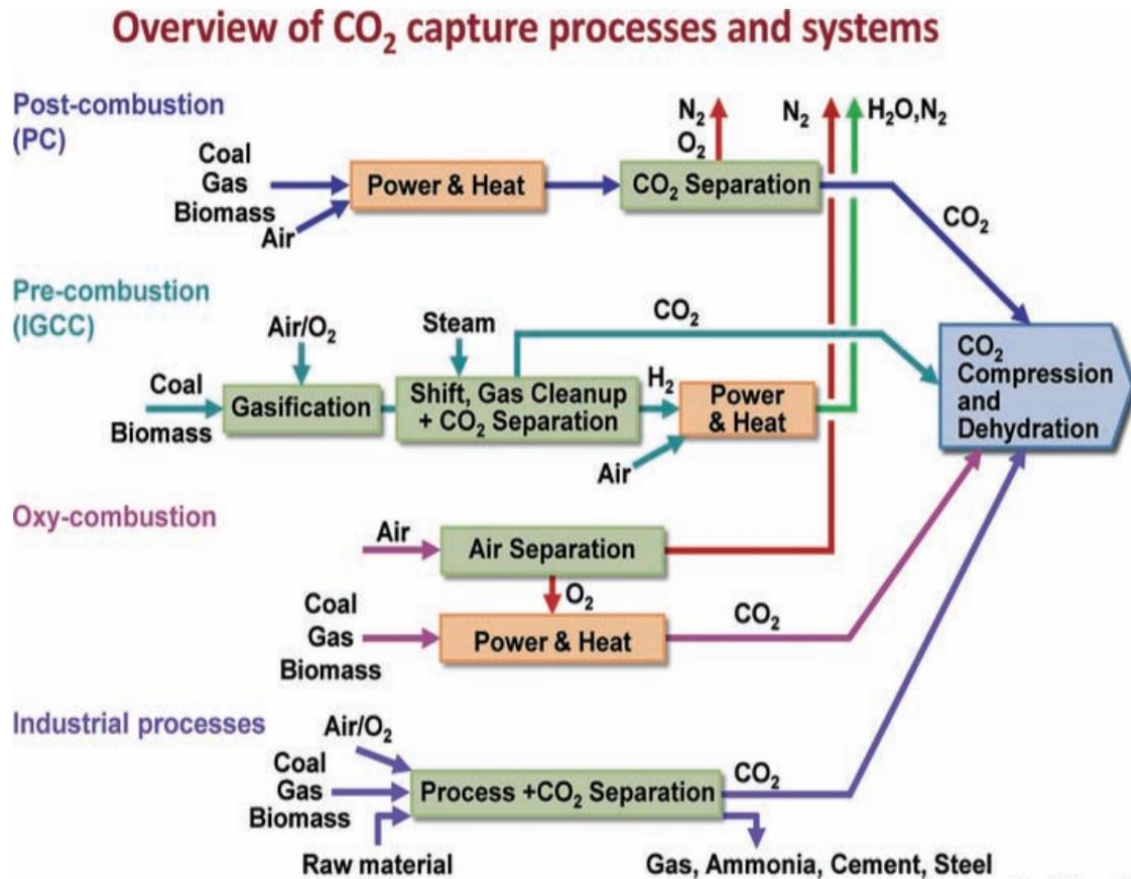 Overview of CO₂ capture processes and systems
Post-combustion
(PC)
Coal
Gas
Biomass
Air
Power & Heat
CO₂ Separation
N₂
O₂
N₂
H₂O,N₂
CO₂
Pre-combustion
(IGCC)
Air/O₂
Steam
CO₂
Coal
Biomass
Gasification
Shift, Gas Cleanup
+ CO₂ Separation
H₂
Air
Power
& Heat
CO₂
Compression
and
Dehydration
Oxy-combustion
Air
Air Separation
O₂
Coal
Gas
Biomass
Power & Heat
CO₂
Industrial processes
Air/O₂
Coal
Gas
Biomass
Raw material
Process +CO₂ Separation
CO₂
Gas, Ammonia, Cement, Steel